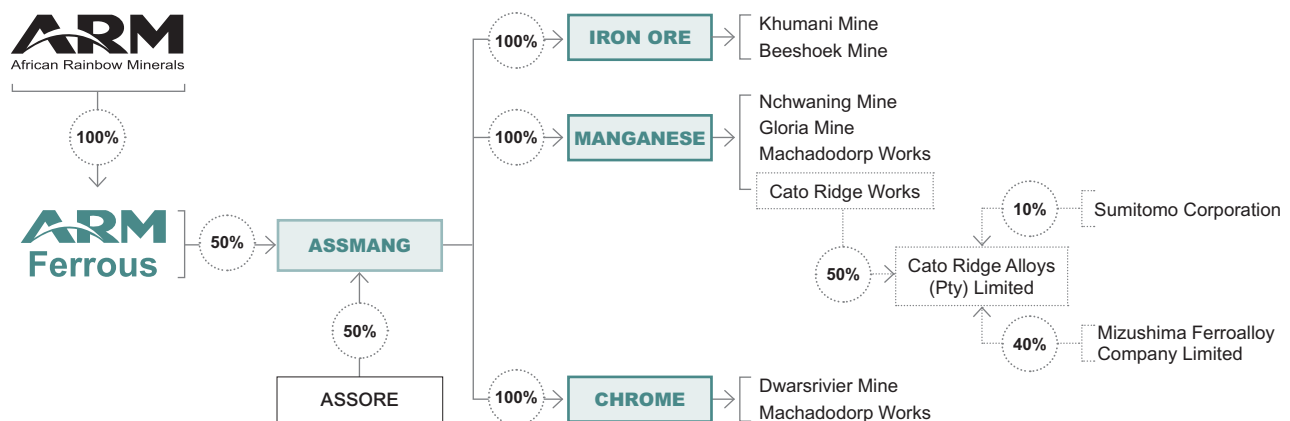 ARM
African Rainbow Minerals
100%
ARM
Ferrous
50%
ASSMANG
50%
ASSORE
100%
IRON ORE
Khumani Mine
Beeshoek Mine
100%
MANGANESE
Nchwaning Mine
Gloria Mine
Machadodorp Works
Cato Ridge Works
50%
Cato Ridge Alloys
(Pty) Limited
10%
Sumitomo Corporation
40%
Mizushima Ferroalloy
Company Limited
100%
CHROME
Dwarsrivier Mine
Machadodorp Works